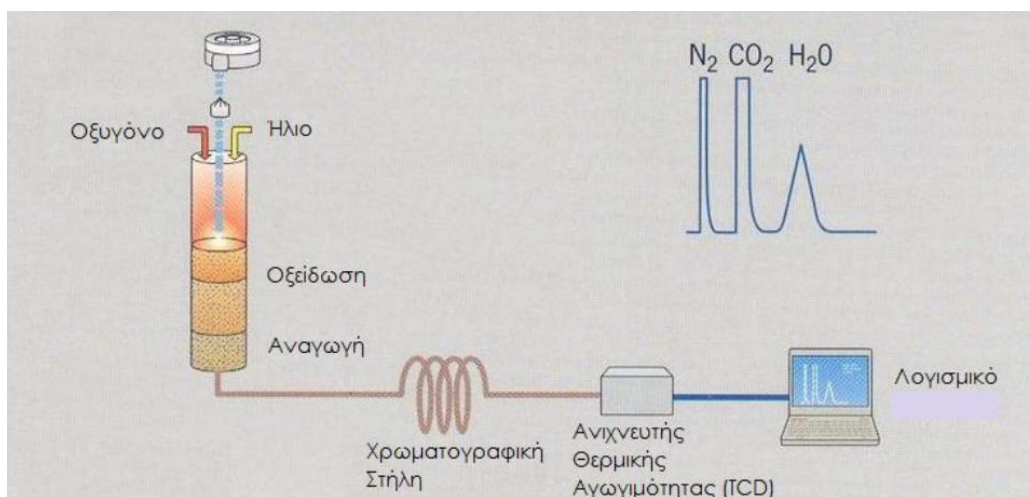 N₂ CO₂ H₂O
Οξυγόνο
Ήλιο
Οξείδωση
Αναγωγή
Χρωματογραφική
Στήλη
Ανιχνευτής
Θερμικής
Αγωγιμότητας (TCD)
Λογισμικό